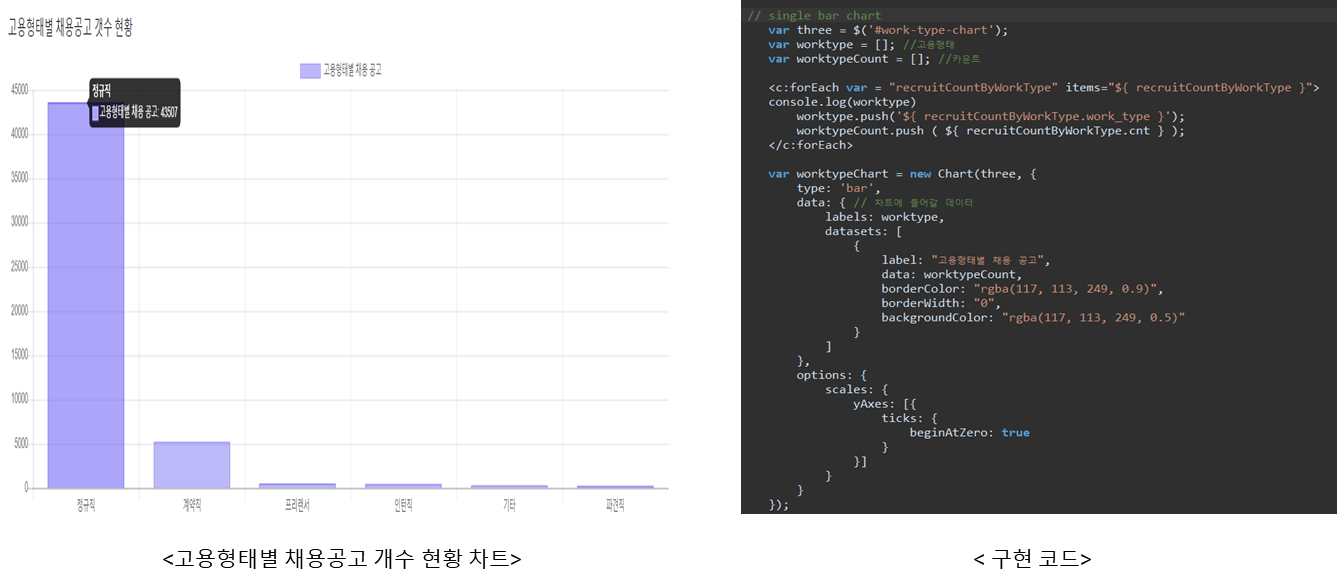 고용형태별 채용공고 갯수 현황
고용형태별 채용 공고
45000
정규직
고용형태별 채용 공고: 43507
40000
35000
30000
25000
20000
15000
10000
5000
0
정규직 계약직 프리랜서 인턴직 기타 파견직
<고용형태별 채용공고 개수 현황 차트>
// single bar chart
var three = $('#work-type-chart');
var worktype = []; //고용형태
var worktypeCount = []; //카운트
<c:forEach var = "recruitCountByWorkType" items="${ recruitCountByWorkType }">
console.log(worktype)
worktype.push('${ recruitCountByWorkType.work_type }');
worktypeCount.push ( ${ recruitCountByWorkType.cnt } );
</c:forEach>
var worktypeChart = new Chart(three, {
type: 'bar',
data: { // 차트에 들어갈 데이터
labels: worktype,
datasets: [
{
label: "고용형태별 채용 공고",
data: worktypeCount,
borderColor: "rgba(117, 113, 249, 0.9)",
borderWidth: "0",
backgroundColor: "rgba(117, 113, 249, 0.5)"
}
]
},
options: {
scales: {
yAxes: [{
ticks: {
beginAtZero: true
}
}]
}
}
});
< 구현 코드>